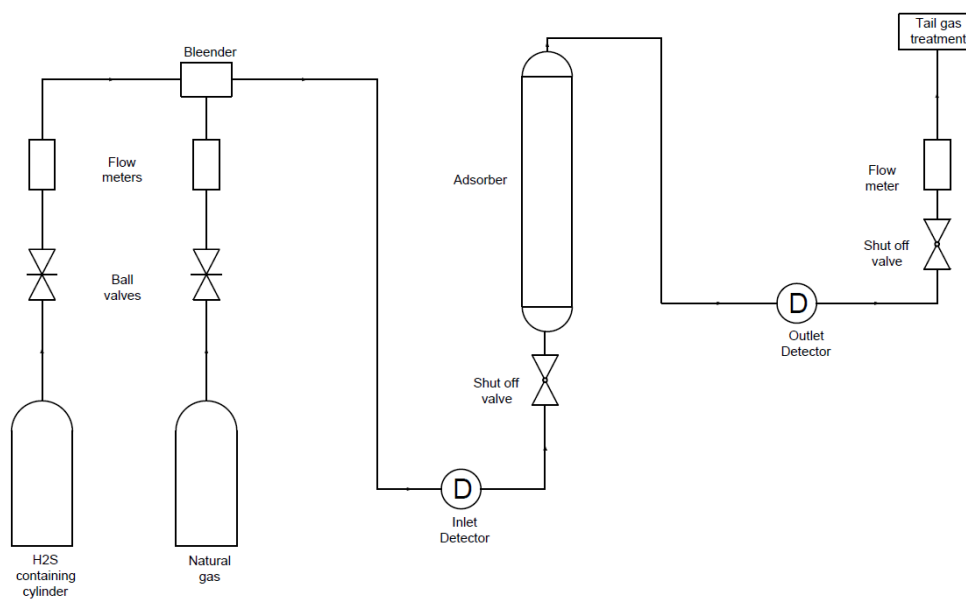 Tail gas
treatment
Bleender
Flow
meters
Adsorber
Flow
meter
Shut off
valve
Ball
valves
D
Outlet
Detector
Shut off
valve
D
Inlet
Detector
H2S
containing
cylinder
Natural
gas